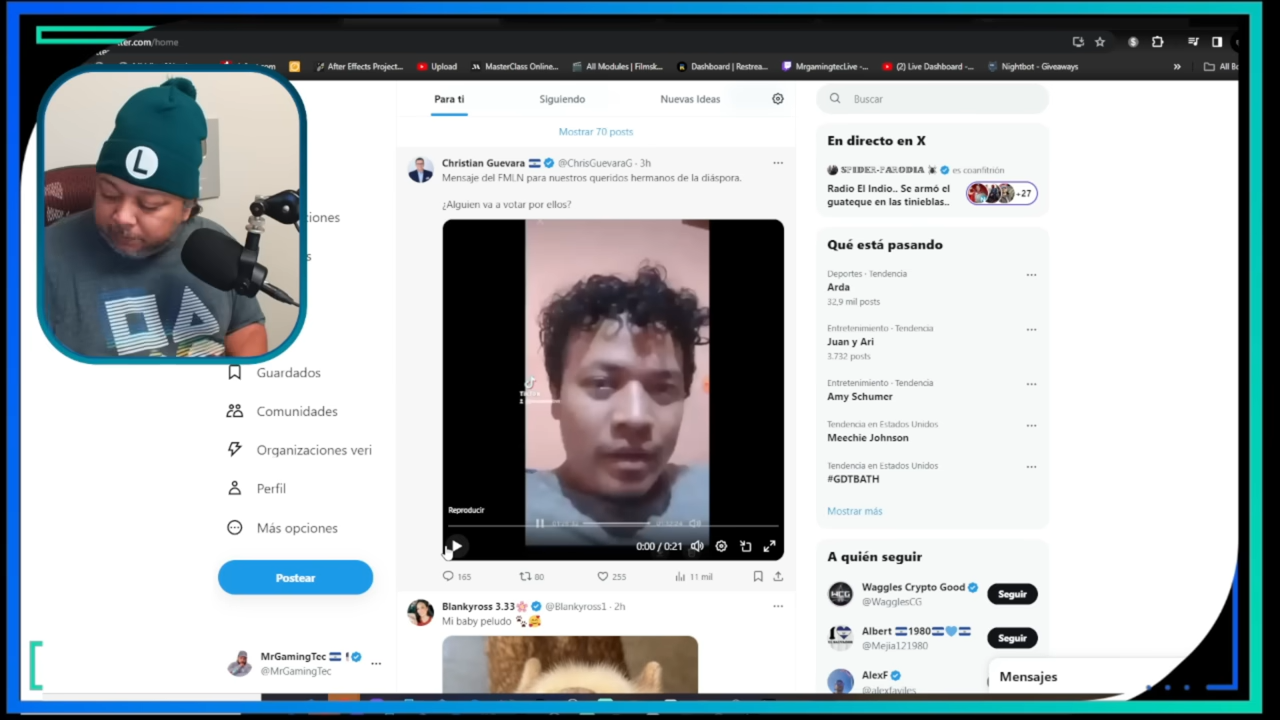 ter.com/home
After Effects Project...
Upload
MasterClass Online...
All Modules | Filmsk...
Dashboard | Restrea...
MrgamingtecLive -...
(2) Live Dashboard -...
Nightbot - Giveaways
»
All B
L
Para ti
Siguiendo
Nuevas Ideas
Mostrar 70 posts
Christian Guevara 🇸🇻 @ChrisGuevaraG · 3h
Mensaje del FMLN para nuestros queridos hermanos de la diáspora.
¿Alguien va a votar por ellos?
Reproducir
0:00 / 0:21
165
80
255
11 mil
Blankyross 3.33🌸 @Blankyross1 · 2h
Mi baby peludo 🐾🥰
iones
s
Guardados
Comunidades
Organizaciones veri
Perfil
Más opciones
Postear
MrGamingTec 🇸🇻
@MrGamingTec
Buscar
En directo en X
SPIDER-PARODIA es coanfitrión
Radio El Indio.. Se armó el
guateque en las tinieblas..
+27
Qué está pasando
Deportes · Tendencia
Arda
32,9 mil posts
Entretenimiento · Tendencia
Juan y Ari
3.732 posts
Entretenimiento · Tendencia
Amy Schumer
Tendencia en Estados Unidos
Meechie Johnson
Tendencia en Estados Unidos
#GDTBATH
Mostrar más
A quién seguir
Waggles Crypto Good
@WagglesCG
Seguir
Albert 🇸🇻1980🇸🇻💙🇸🇻
@Mejia121980
Seguir
AlexF
@alexfaviles
Mensajes